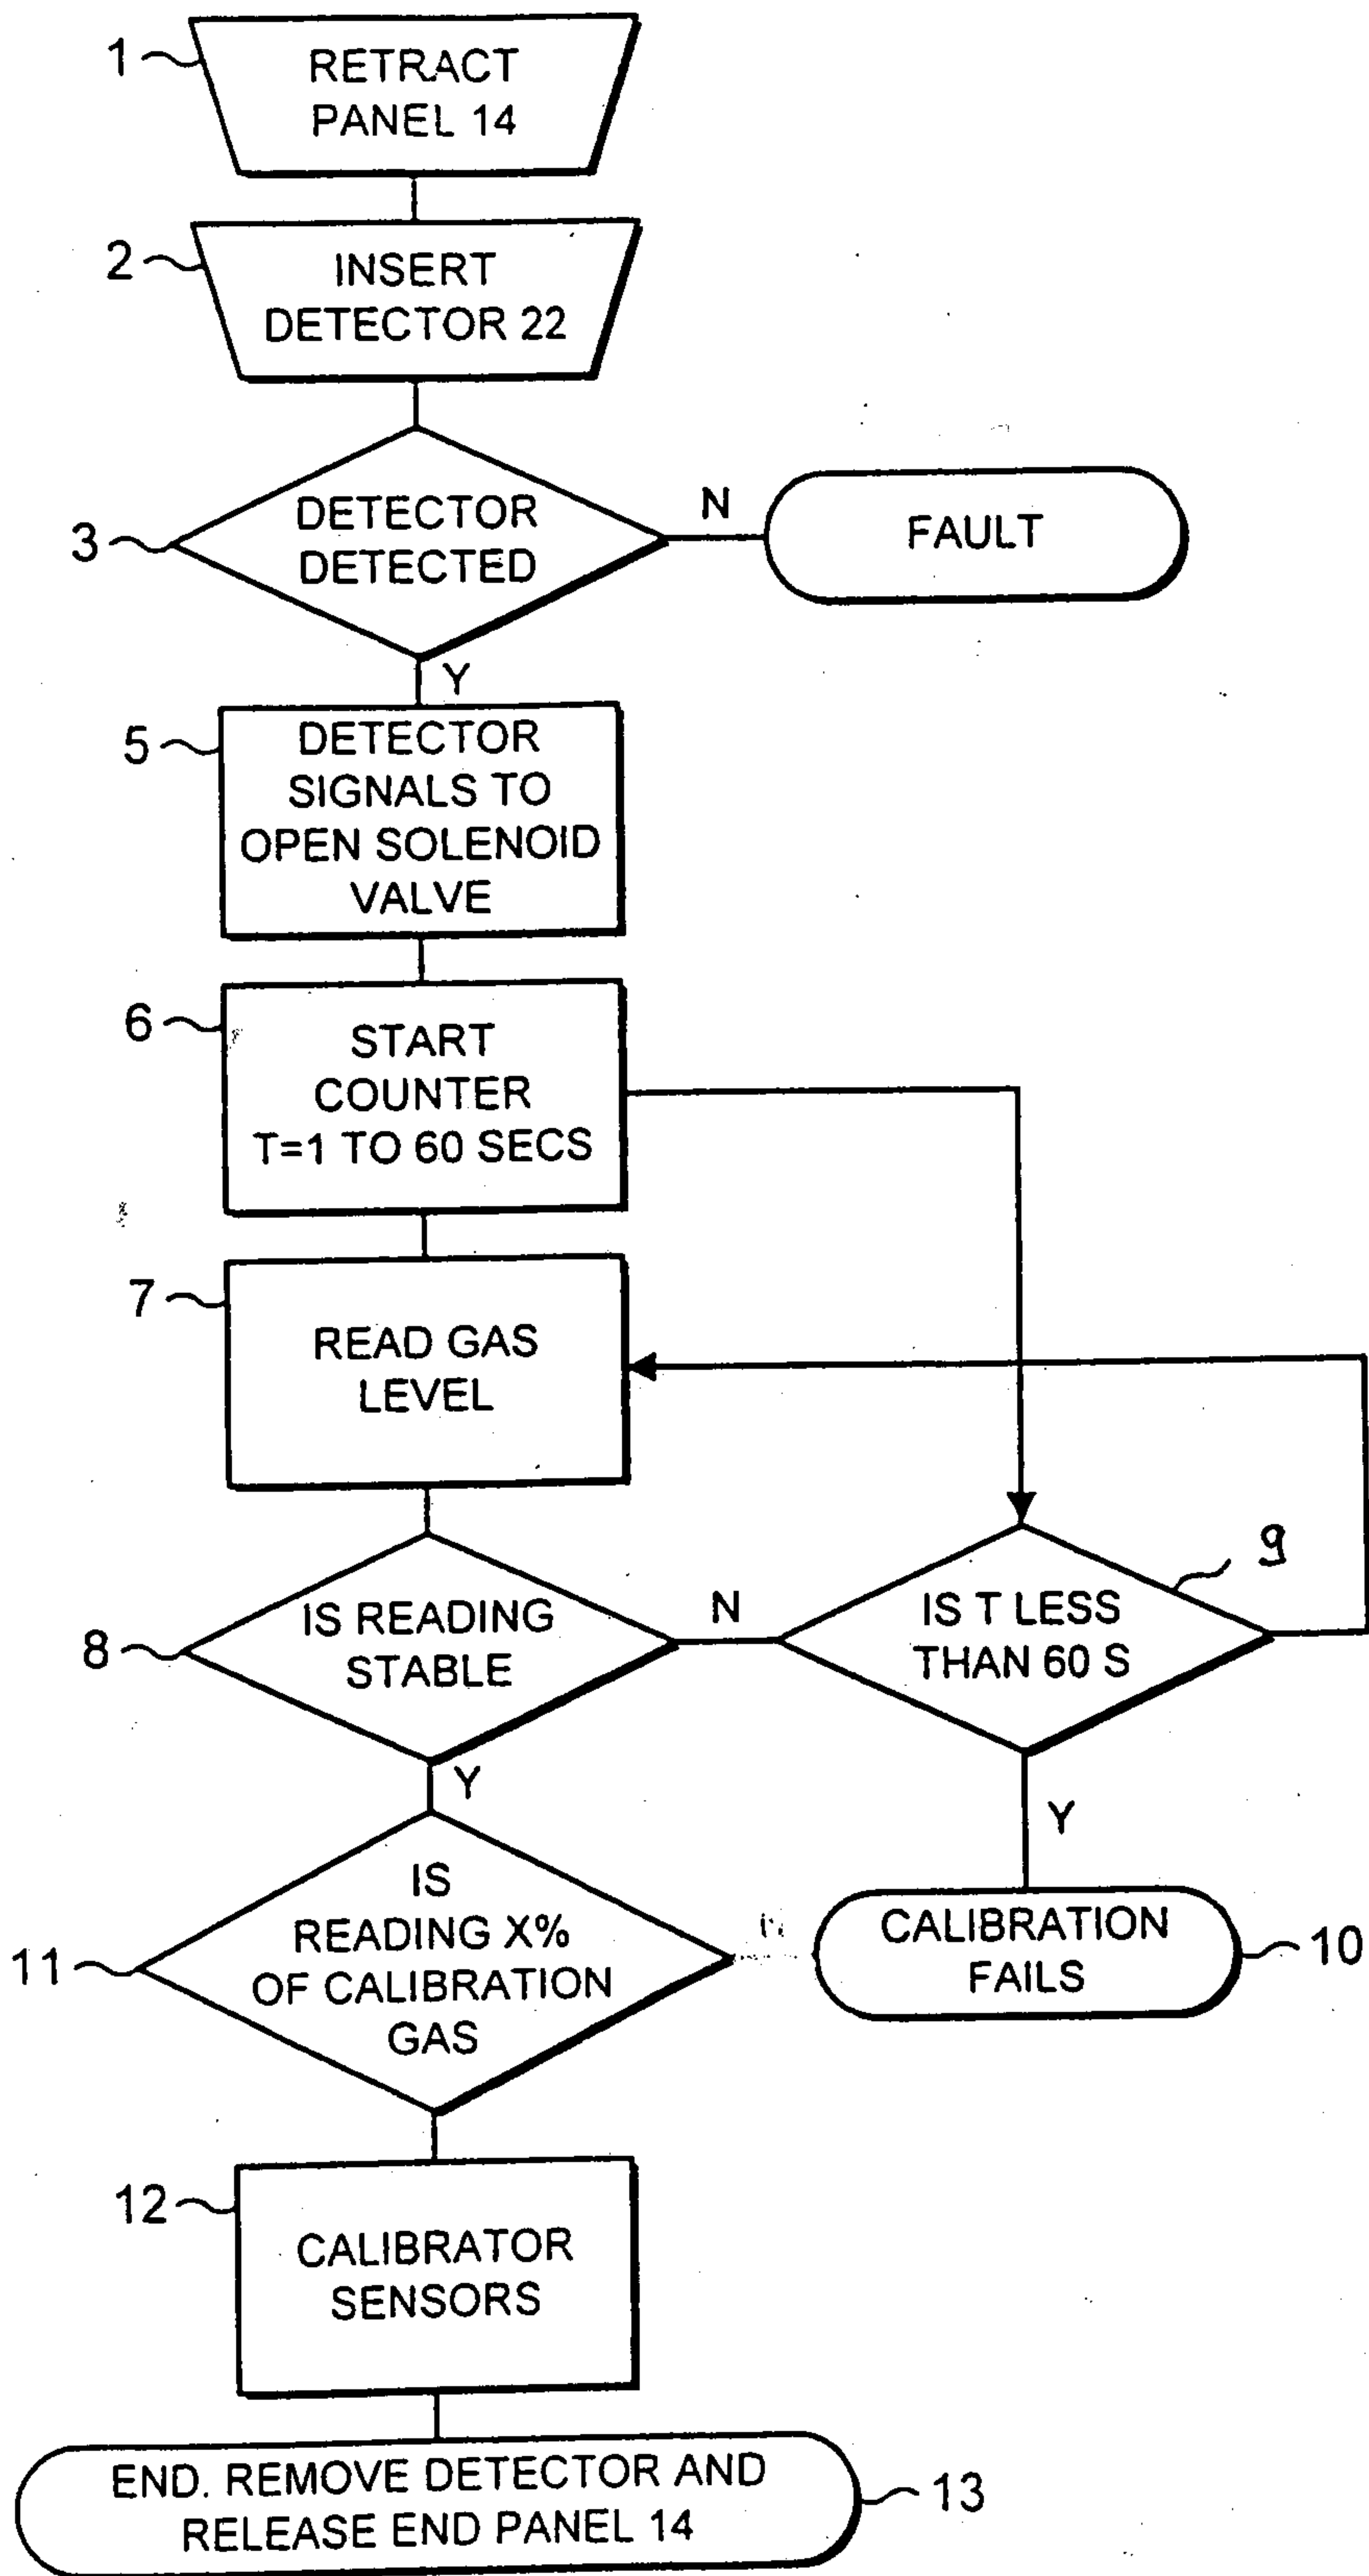 1
RETRACT
PANEL 14
2
INSERT
DETECTOR 22
3
DETECTOR
DETECTED
N
FAULT
Y
5
DETECTOR
SIGNALS TO
OPEN SOLENOID
VALVE
6
START
COUNTER
T=1 TO 60 SECS
7
READ GAS
LEVEL
8
IS READING
STABLE
N
IS T LESS
THAN 60 S
9
Y
Y
11
IS
READING X%
OF CALIBRATION
GAS
N
CALIBRATION
FAILS
10
12
CALIBRATOR
SENSORS
END. REMOVE DETECTOR AND
RELEASE END PANEL 14
13